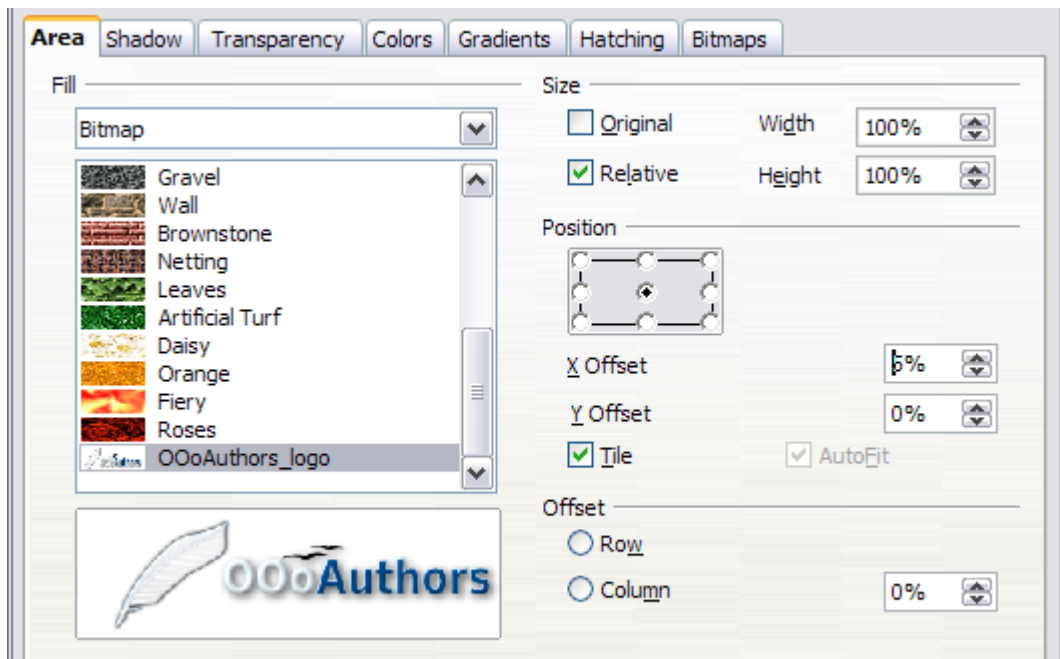 Area Shadow Transparency Colors Gradients Hatching Bitmaps
Fill
Bitmap
Gravel
Wall
Brownstone
Netting
Leaves
Artificial Turf
Daisy
Orange
Fiery
Roses
OOoAuthors_logo
OOoAuthors
Size
Original Width 100%
Relative Height 100%
Position
X Offset 5%
Y Offset 0%
Tile AutoFit
Offset
Row
Column 0%